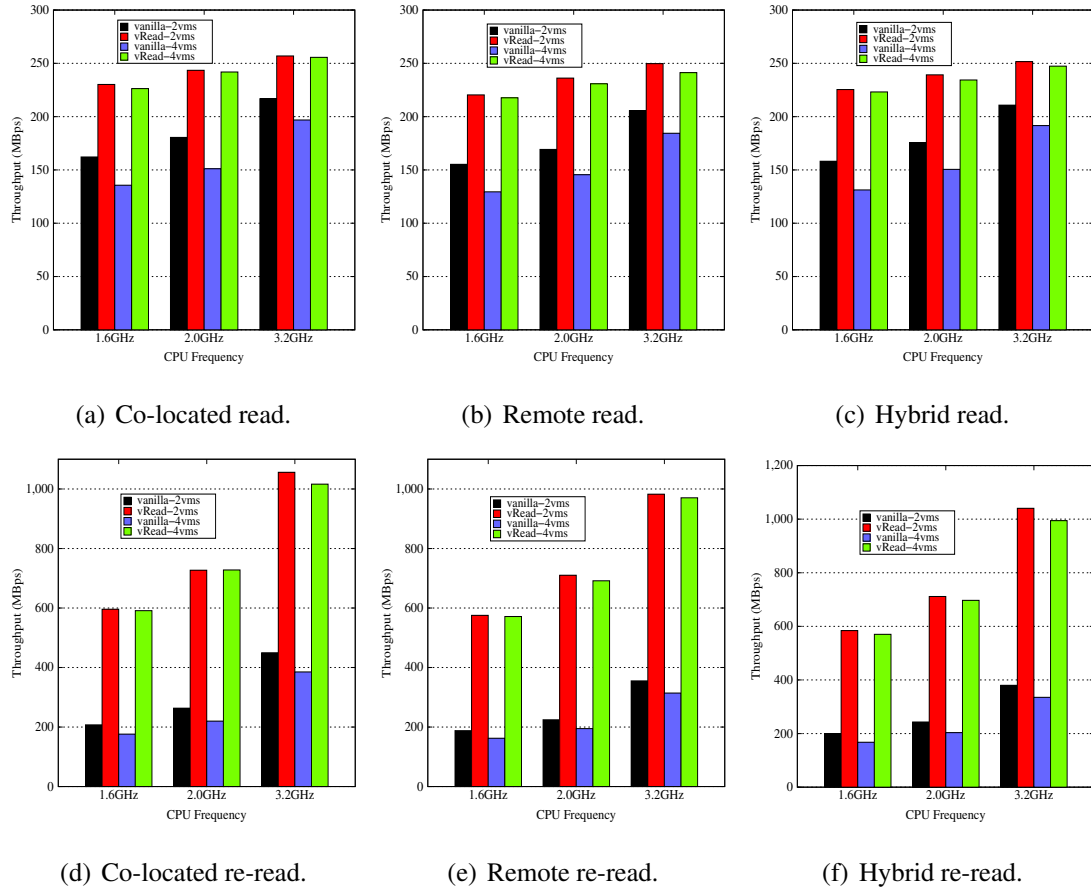 300
250
200
150
100
50
0
Throughput (MBps)
vanilla-2vms
vRead-2vms
vanilla-4vms
vRead-4vms
1.6GHz 2.0GHz 3.2GHz
CPU Frequency
(a) Co-located read.
300
250
200
150
100
50
0
Throughput (MBps)
vanilla-2vms
vRead-2vms
vanilla-4vms
vRead-4vms
1.6GHz 2.0GHz 3.2GHz
CPU Frequency
(b) Remote read.
300
250
200
150
100
50
0
Throughput (MBps)
vanilla-2vms
vRead-2vms
vanilla-4vms
vRead-4vms
1.6GHz 2.0GHz 3.2GHz
CPU Frequency
(c) Hybrid read.
1,000
800
600
400
200
0
Throughput (MBps)
vanilla-2vms
vRead-2vms
vanilla-4vms
vRead-4vms
1.6GHz 2.0GHz 3.2GHz
CPU Frequency
(d) Co-located re-read.
1,000
800
600
400
200
0
Throughput (MBps)
vanilla-2vms
vRead-2vms
vanilla-4vms
vRead-4vms
1.6GHz 2.0GHz 3.2GHz
CPU Frequency
(e) Remote re-read.
1,200
1,000
800
600
400
200
0
Throughput (MBps)
vanilla-2vms
vRead-2vms
vanilla-4vms
vRead-4vms
1.6GHz 2.0GHz 3.2GHz
CPU Frequency
(f) Hybrid re-read.